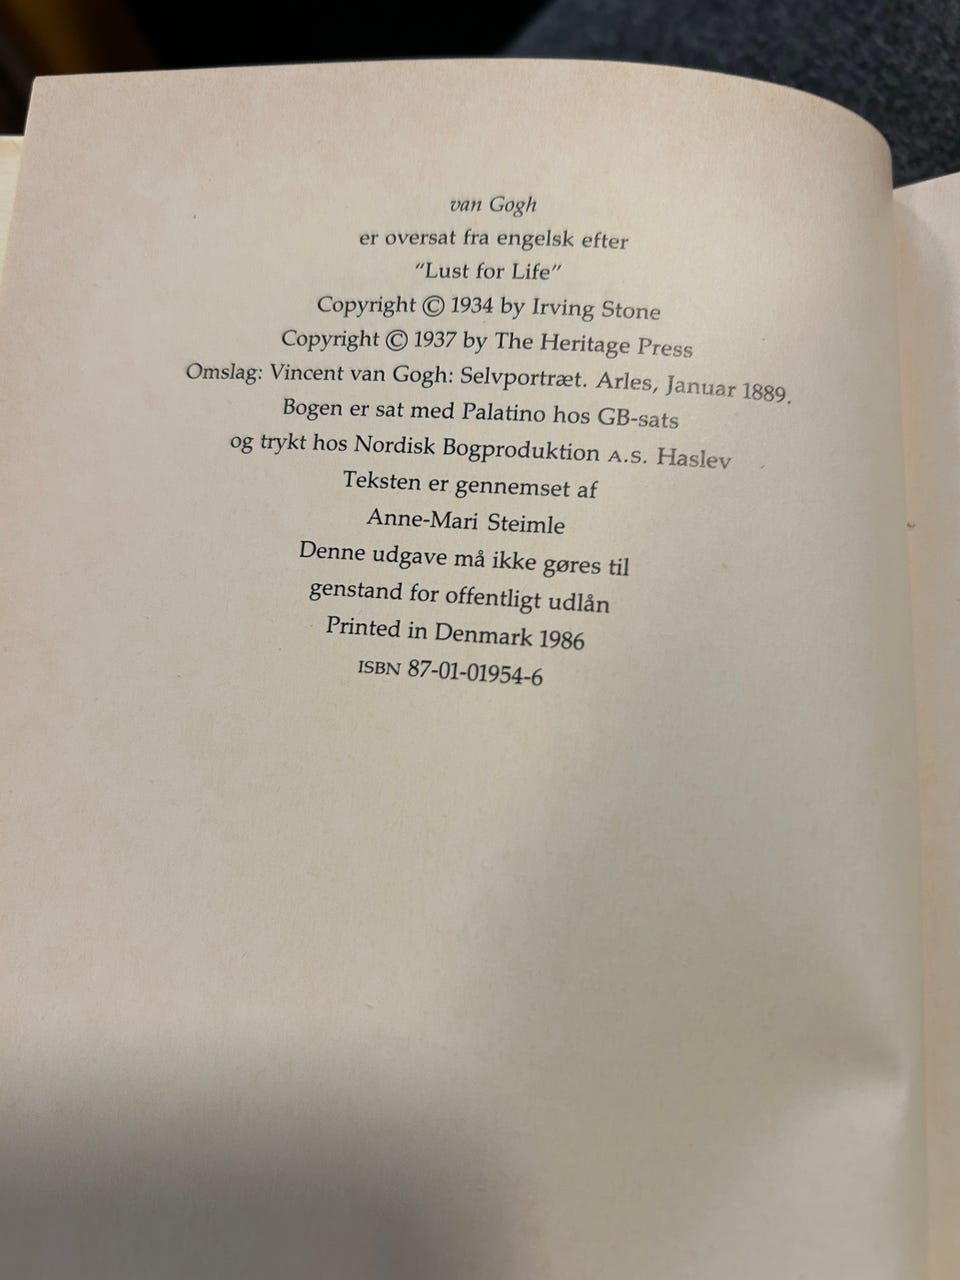 van Gogh
er oversat fra engelsk efter
"Lust for Life"
Copyright © 1934 by Irving Stone
Copyright © 1937 by The Heritage Press
Omslag: Vincent van Gogh: Selvportræt. Arles, Januar 1889.
Bogen er sat med Palatino hos GB-sats
og trykt hos Nordisk Bogproduktion A.S. Haslev
Teksten er gennemset af
Anne-Mari Steimle
Denne udgave må ikke gøres til
genstand for offentligt udlån
Printed in Denmark 1986
ISBN 87-01-01954-6